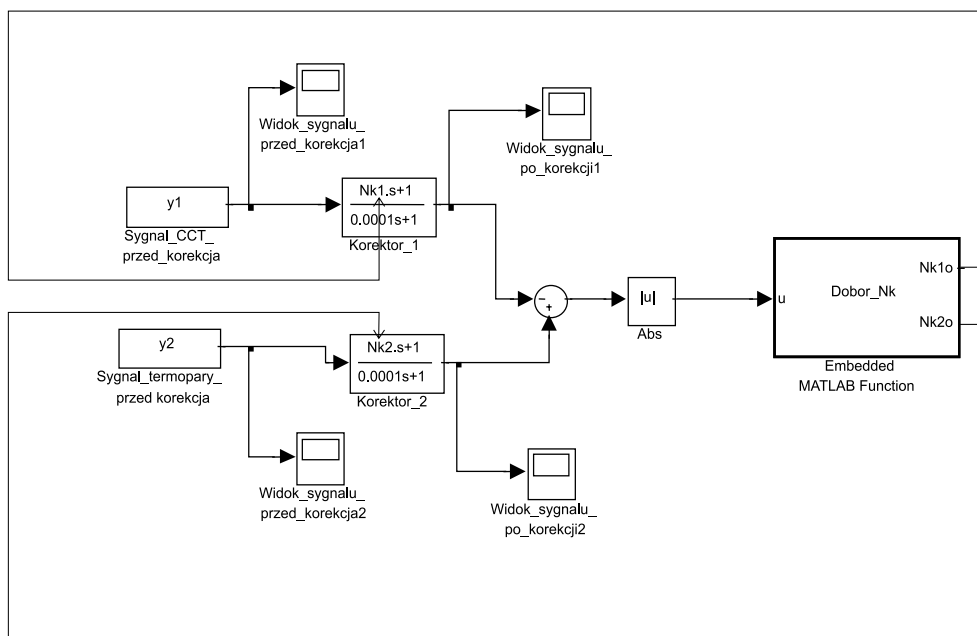 Widok_sygnalu_
przed_korekcja1
Widok_sygnalu_
po_korekcji1
y1
Sygnal_CCT_
przed_korekcja
Nk1.s+1
0.0001s+1
Korektor_1
−
+
|u|
Abs
u
Dobor_Nk
Nk1o
Nk2o
Embedded
MATLAB Function
y2
Sygnal_termopary_
przed korekcja
Nk2.s+1
0.0001s+1
Korektor_2
Widok_sygnalu_
przed_korekcja2
Widok_sygnalu_
po_korekcji2